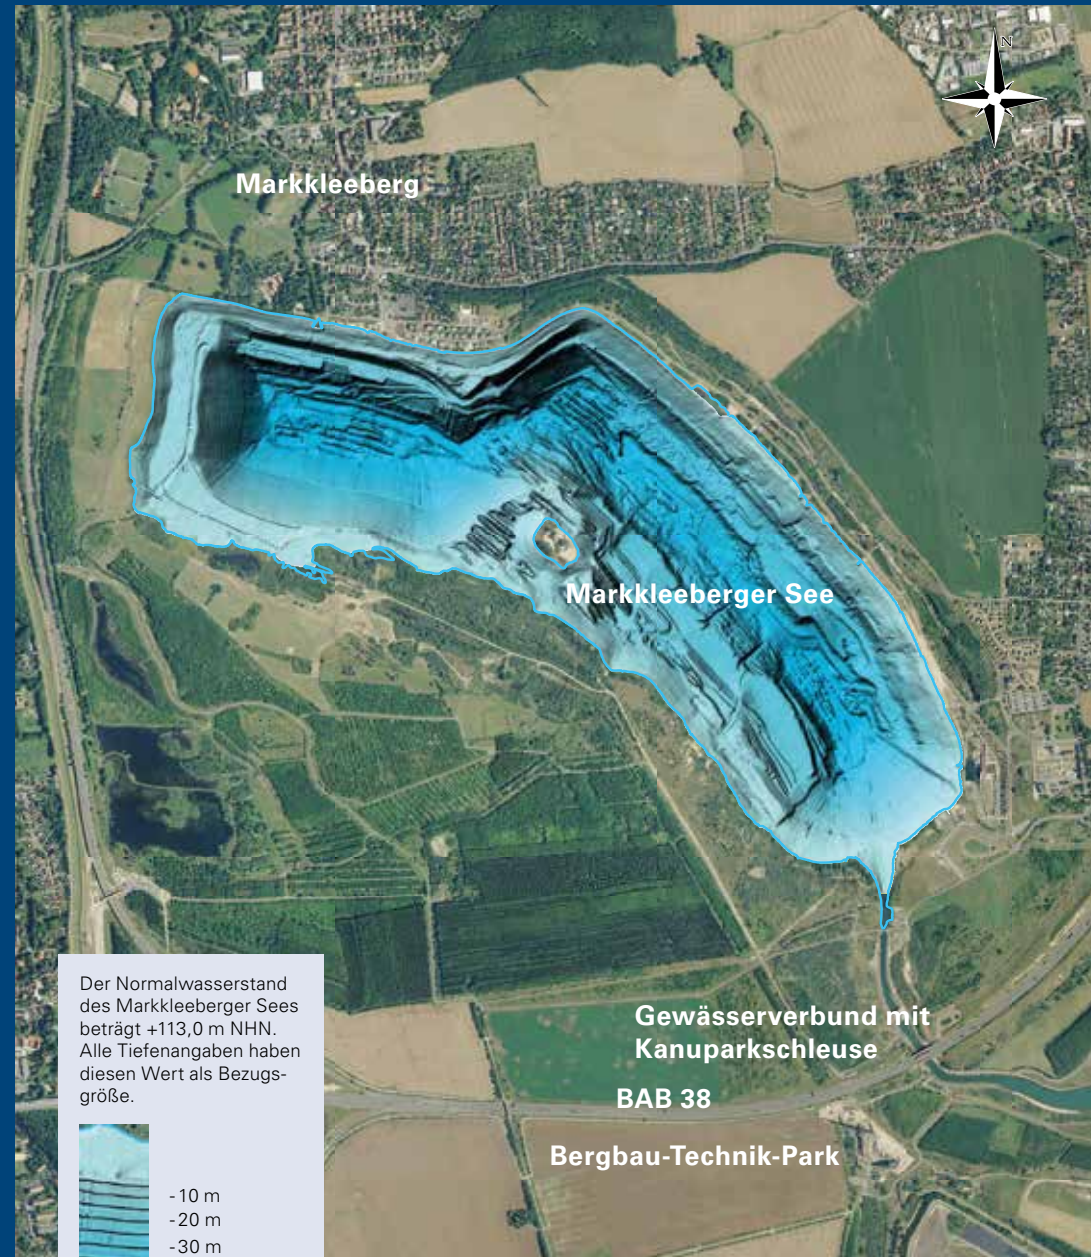 N
Markkleeberg
Markkleeberger See
Gewässerverbund mit
Kanuparkschleuse
BAB 38
Bergbau-Technik-Park
Der Normalwasserstand
des Markkleeberger Sees
beträgt +113,0 m NHN.
Alle Tiefenangaben haben
diesen Wert als Bezugs-
größe.
-10 m
-20 m
-30 m